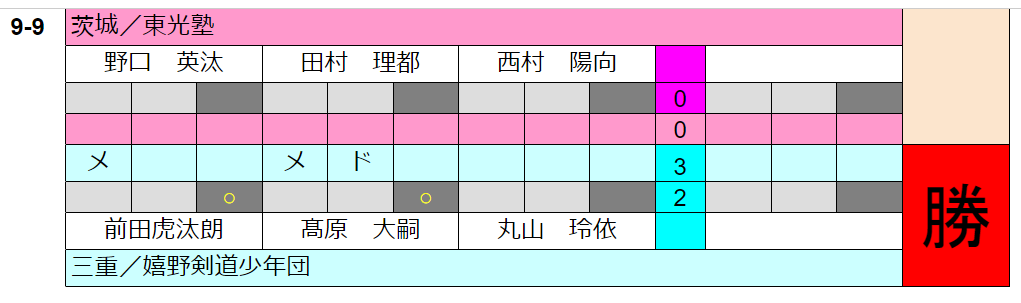 9-9
茨城／東光塾
野口　英汰　田村　理都　西村　陽向
0
0
メ　メ　ド　3
○　○　2
勝
前田虎汰朗　髙原　大嗣　丸山　玲依
三重／嬉野剣道少年団